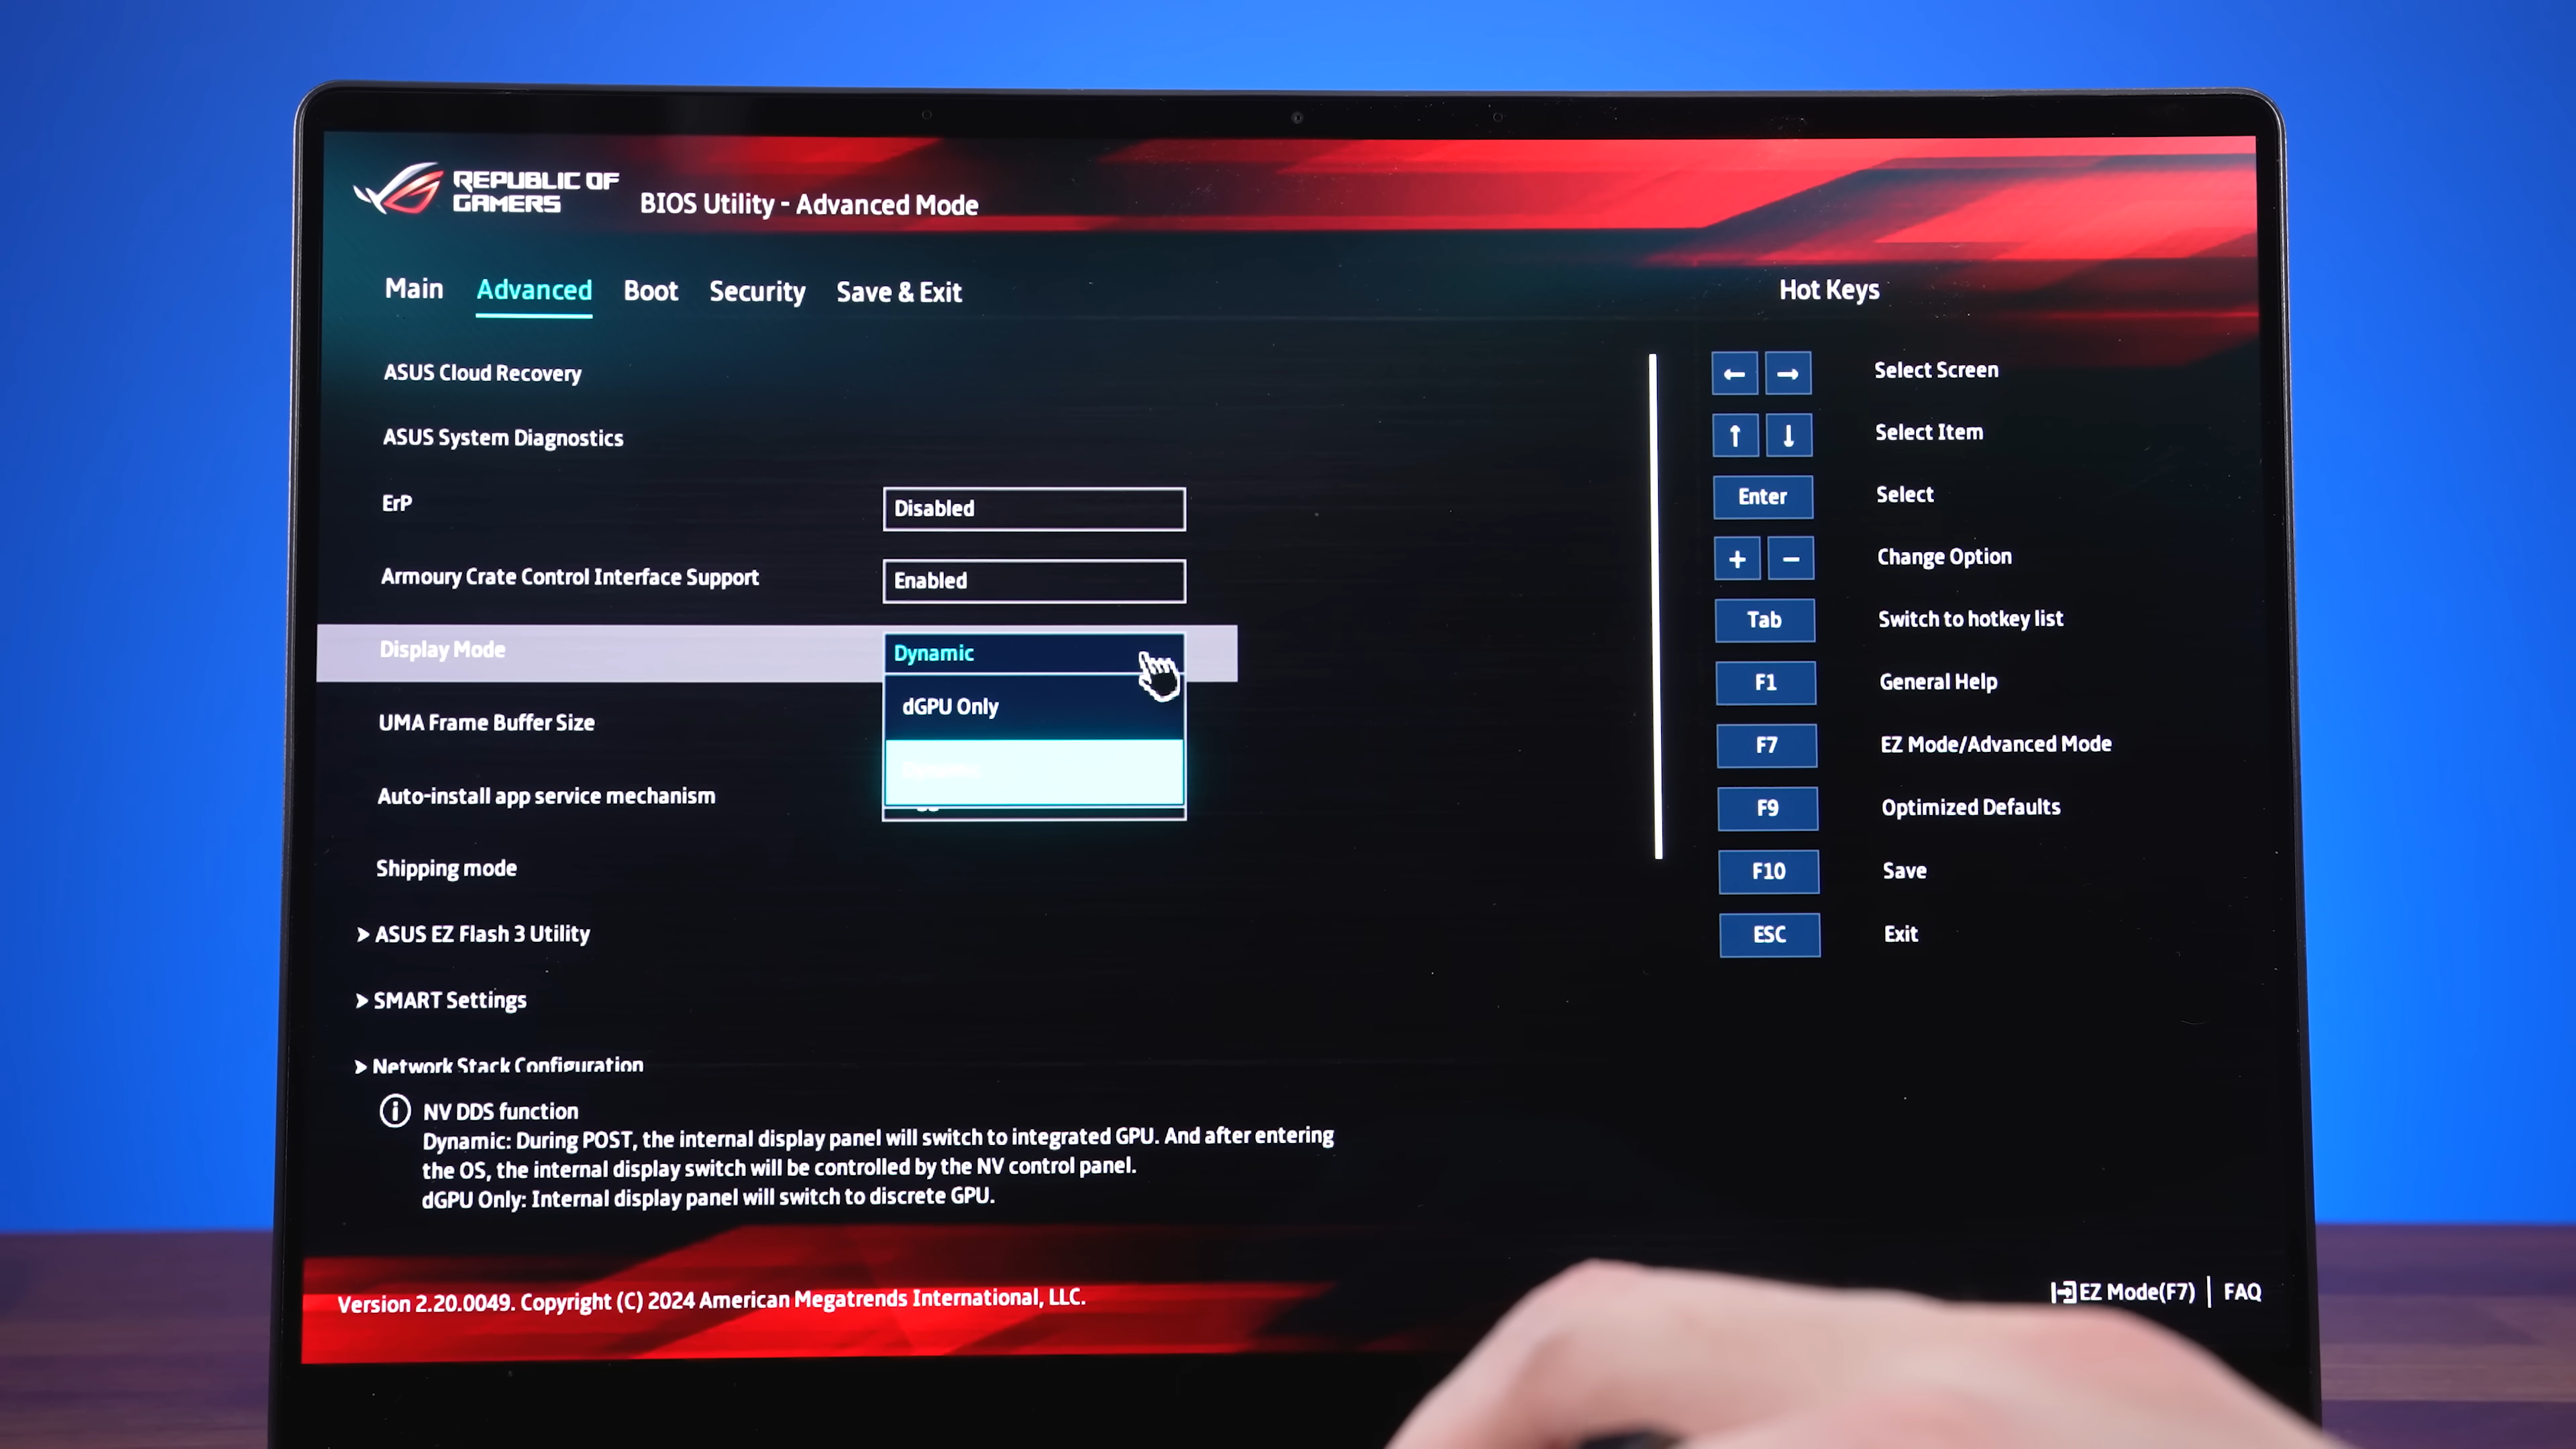 REPUBLIC OF
GAMERS
BIOS Utility - Advanced Mode
Main Advanced Boot Security Save & Exit
Hot Keys
ASUS Cloud Recovery
ASUS System Diagnostics
ErP Disabled
Armoury Crate Control Interface Support Enabled
Display Mode Dynamic
dGPU Only
UMA Frame Buffer Size
Auto-install app service mechanism
Shipping mode
> ASUS EZ Flash 3 Utility
> SMART Settings
> Network Stack Configuration
← → Select Screen
↑ ↓ Select Item
Enter Select
+ − Change Option
Tab Switch to hotkey list
F1 General Help
F7 EZ Mode/Advanced Mode
F9 Optimized Defaults
F10 Save
ESC Exit
i NV DDS function
Dynamic: During POST, the internal display panel will switch to integrated GPU. And after entering
the OS, the internal display switch will be controlled by the NV control panel.
dGPU Only: Internal display panel will switch to discrete GPU.
Version 2.20.0049. Copyright (C) 2024 American Megatrends International, LLC.
EZ Mode(F7) | FAQ